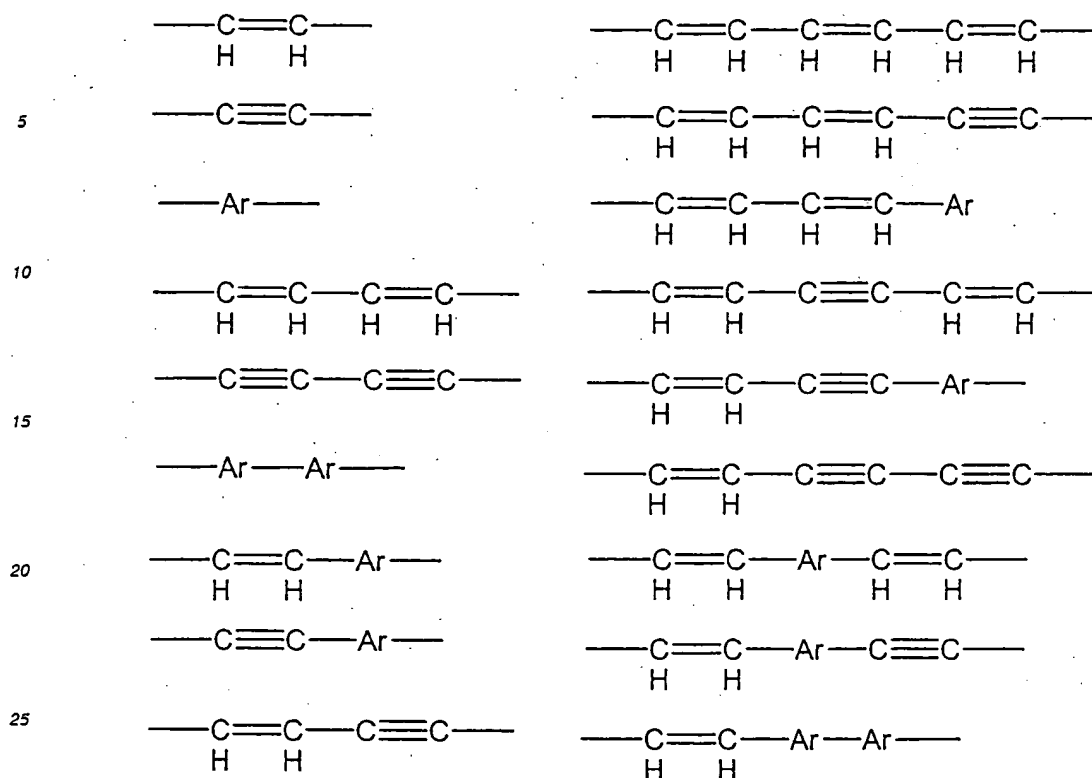 C C C C C C C C
H H H H H H H H
5 C C C C C C C C
H H H H
Ar C C C C Ar
H H H H
10 C C C C C C C C C C
H H H H H H H H
C C C C C C C C Ar
15 H H
Ar Ar C C C C C C
H H
20 C C Ar C C Ar C C
H H H H H H
C C Ar C C Ar C C
H H
25 C C C C C C Ar Ar
H H H H